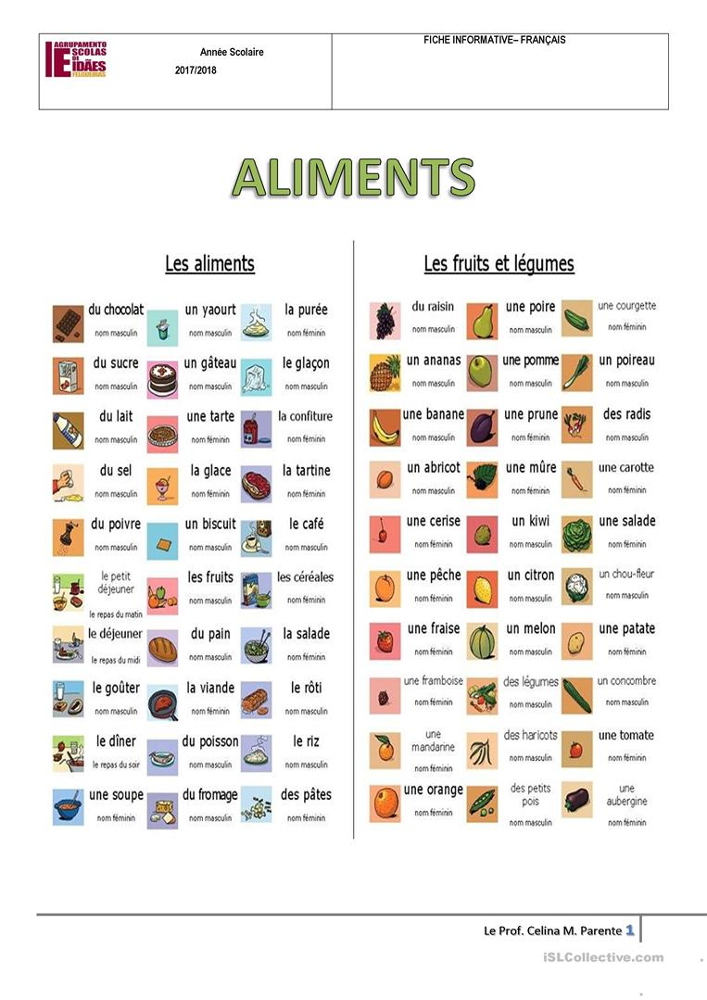 AGRUPAMENTO
ESCOLAS
DE
IDÃES
FELGUEIRAS
Année Scolaire
2017/2018
FICHE INFORMATIVE– FRANÇAIS
ALIMENTS
Les aliments
du chocolat
nom masculin
un yaourt
nom masculin
la purée
nom féminin
du sucre
nom masculin
un gâteau
nom masculin
le glaçon
nom masculin
du lait
nom masculin
une tarte
nom féminin
la confiture
nom féminin
du sel
nom masculin
la glace
nom féminin
la tartine
nom féminin
du poivre
nom masculin
un biscuit
nom masculin
le café
nom masculin
le petit
déjeuner
le repas du matin
les fruits
nom masculin
les céréales
nom féminin
le déjeuner
le repas du midi
du pain
nom masculin
la salade
nom féminin
le goûter
nom masculin
la viande
nom féminin
le rôti
nom masculin
le dîner
le repas du soir
du poisson
nom masculin
le riz
nom masculin
une soupe
nom féminin
du fromage
nom masculin
des pâtes
nom féminin
Les fruits et légumes
du raisin
nom masculin
une poire
nom masculin
une courgette
nom féminin
un ananas
nom masculin
une pomme
nom masculin
un poireau
nom masculin
une banane
nom masculin
une prune
nom féminin
des radis
nom masculin
un abricot
nom masculin
une mûre
nom féminin
une carotte
nom féminin
une cerise
nom féminin
un kiwi
nom masculin
une salade
nom féminin
une pêche
nom féminin
un citron
nom masculin
un chou-fleur
nom masculin
une fraise
nom féminin
un melon
nom masculin
une patate
nom féminin
une framboise
nom féminin
des légumes
nom masculin
un concombre
nom masculin
une
mandarine
nom féminin
des haricots
nom masculin
une tomate
nom féminin
une orange
nom féminin
des petits
pois
nom masculin
une
aubergine
nom féminin
Le Prof. Celina M. Parente 1
iSLCollective.com